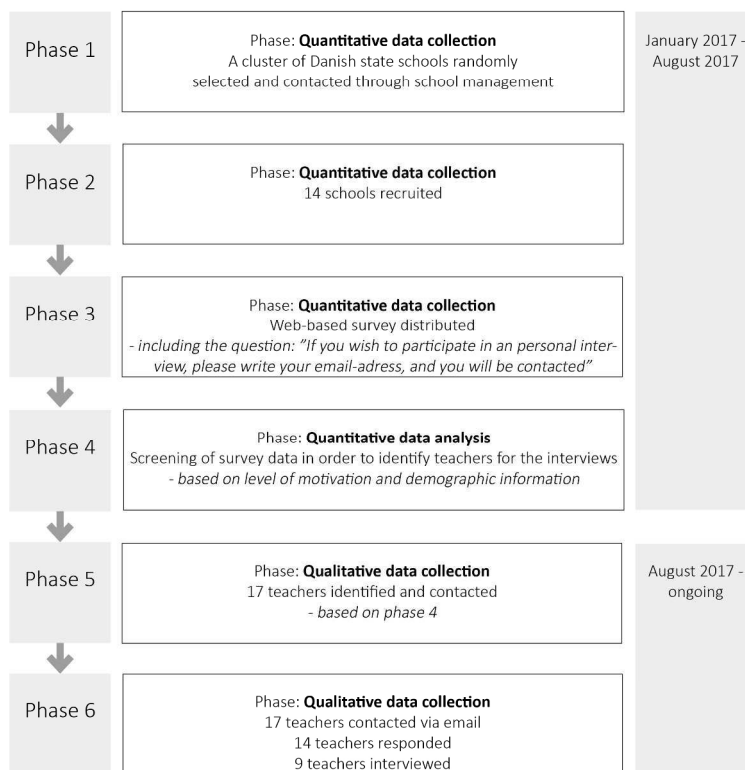 Phase 1
Phase: Quantitative data collection
A cluster of Danish state schools randomly
selected and contacted through school management
January 2017 -
August 2017
Phase 2
Phase: Quantitative data collection
14 schools recruited
Phase 3
Phase: Quantitative data collection
Web-based survey distributed
- including the question: ”If you wish to participate in an personal inter-
view, please write your email-adress, and you will be contacted”
Phase 4
Phase: Quantitative data analysis
Screening of survey data in order to identify teachers for the interviews
- based on level of motivation and demographic information
Phase 5
Phase: Qualitative data collection
17 teachers identified and contacted
- based on phase 4
August 2017 -
ongoing
Phase 6
Phase: Qualitative data collection
17 teachers contacted via email
14 teachers responded
9 teachers interviewed